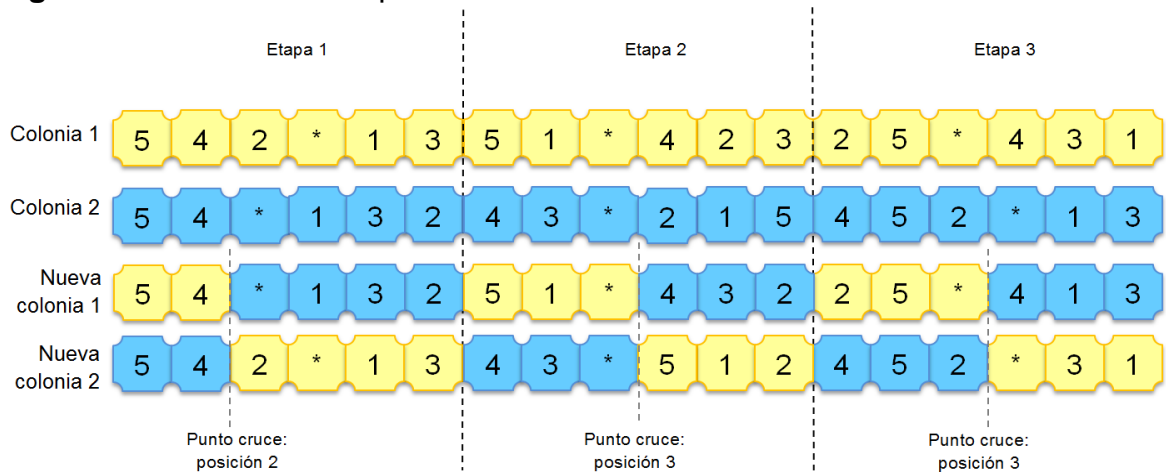 Etapa 1 Etapa 2 Etapa 3
Colonia 1 5 4 2 * 1 3 5 1 * 4 2 3 2 5 * 4 3 1
Colonia 2 5 4 * 1 3 2 4 3 * 2 1 5 4 5 2 * 1 3
Nueva
colonia 1 5 4 * 1 3 2 5 1 * 4 3 2 2 5 * 4 1 3
Nueva
colonia 2 5 4 2 * 1 3 4 3 * 5 1 2 4 5 2 * 3 1
Punto cruce: Punto cruce: Punto cruce:
posición 2 posición 3 posición 3